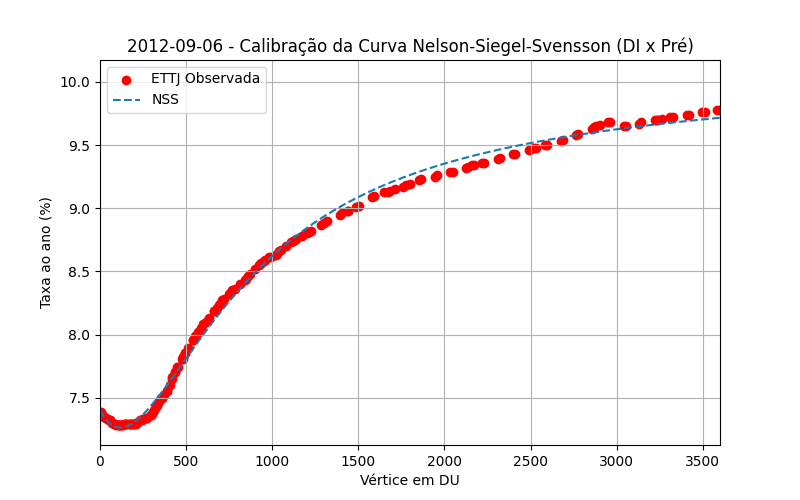 2012-09-06 - Calibração da Curva Nelson-Siegel-Svensson (DI x Pré)
ETTJ Observada
NSS
Taxa ao ano (%)
10.0
9.5
9.0
8.5
8.0
7.5
0 500 1000 1500 2000 2500 3000 3500
Vértice em DU